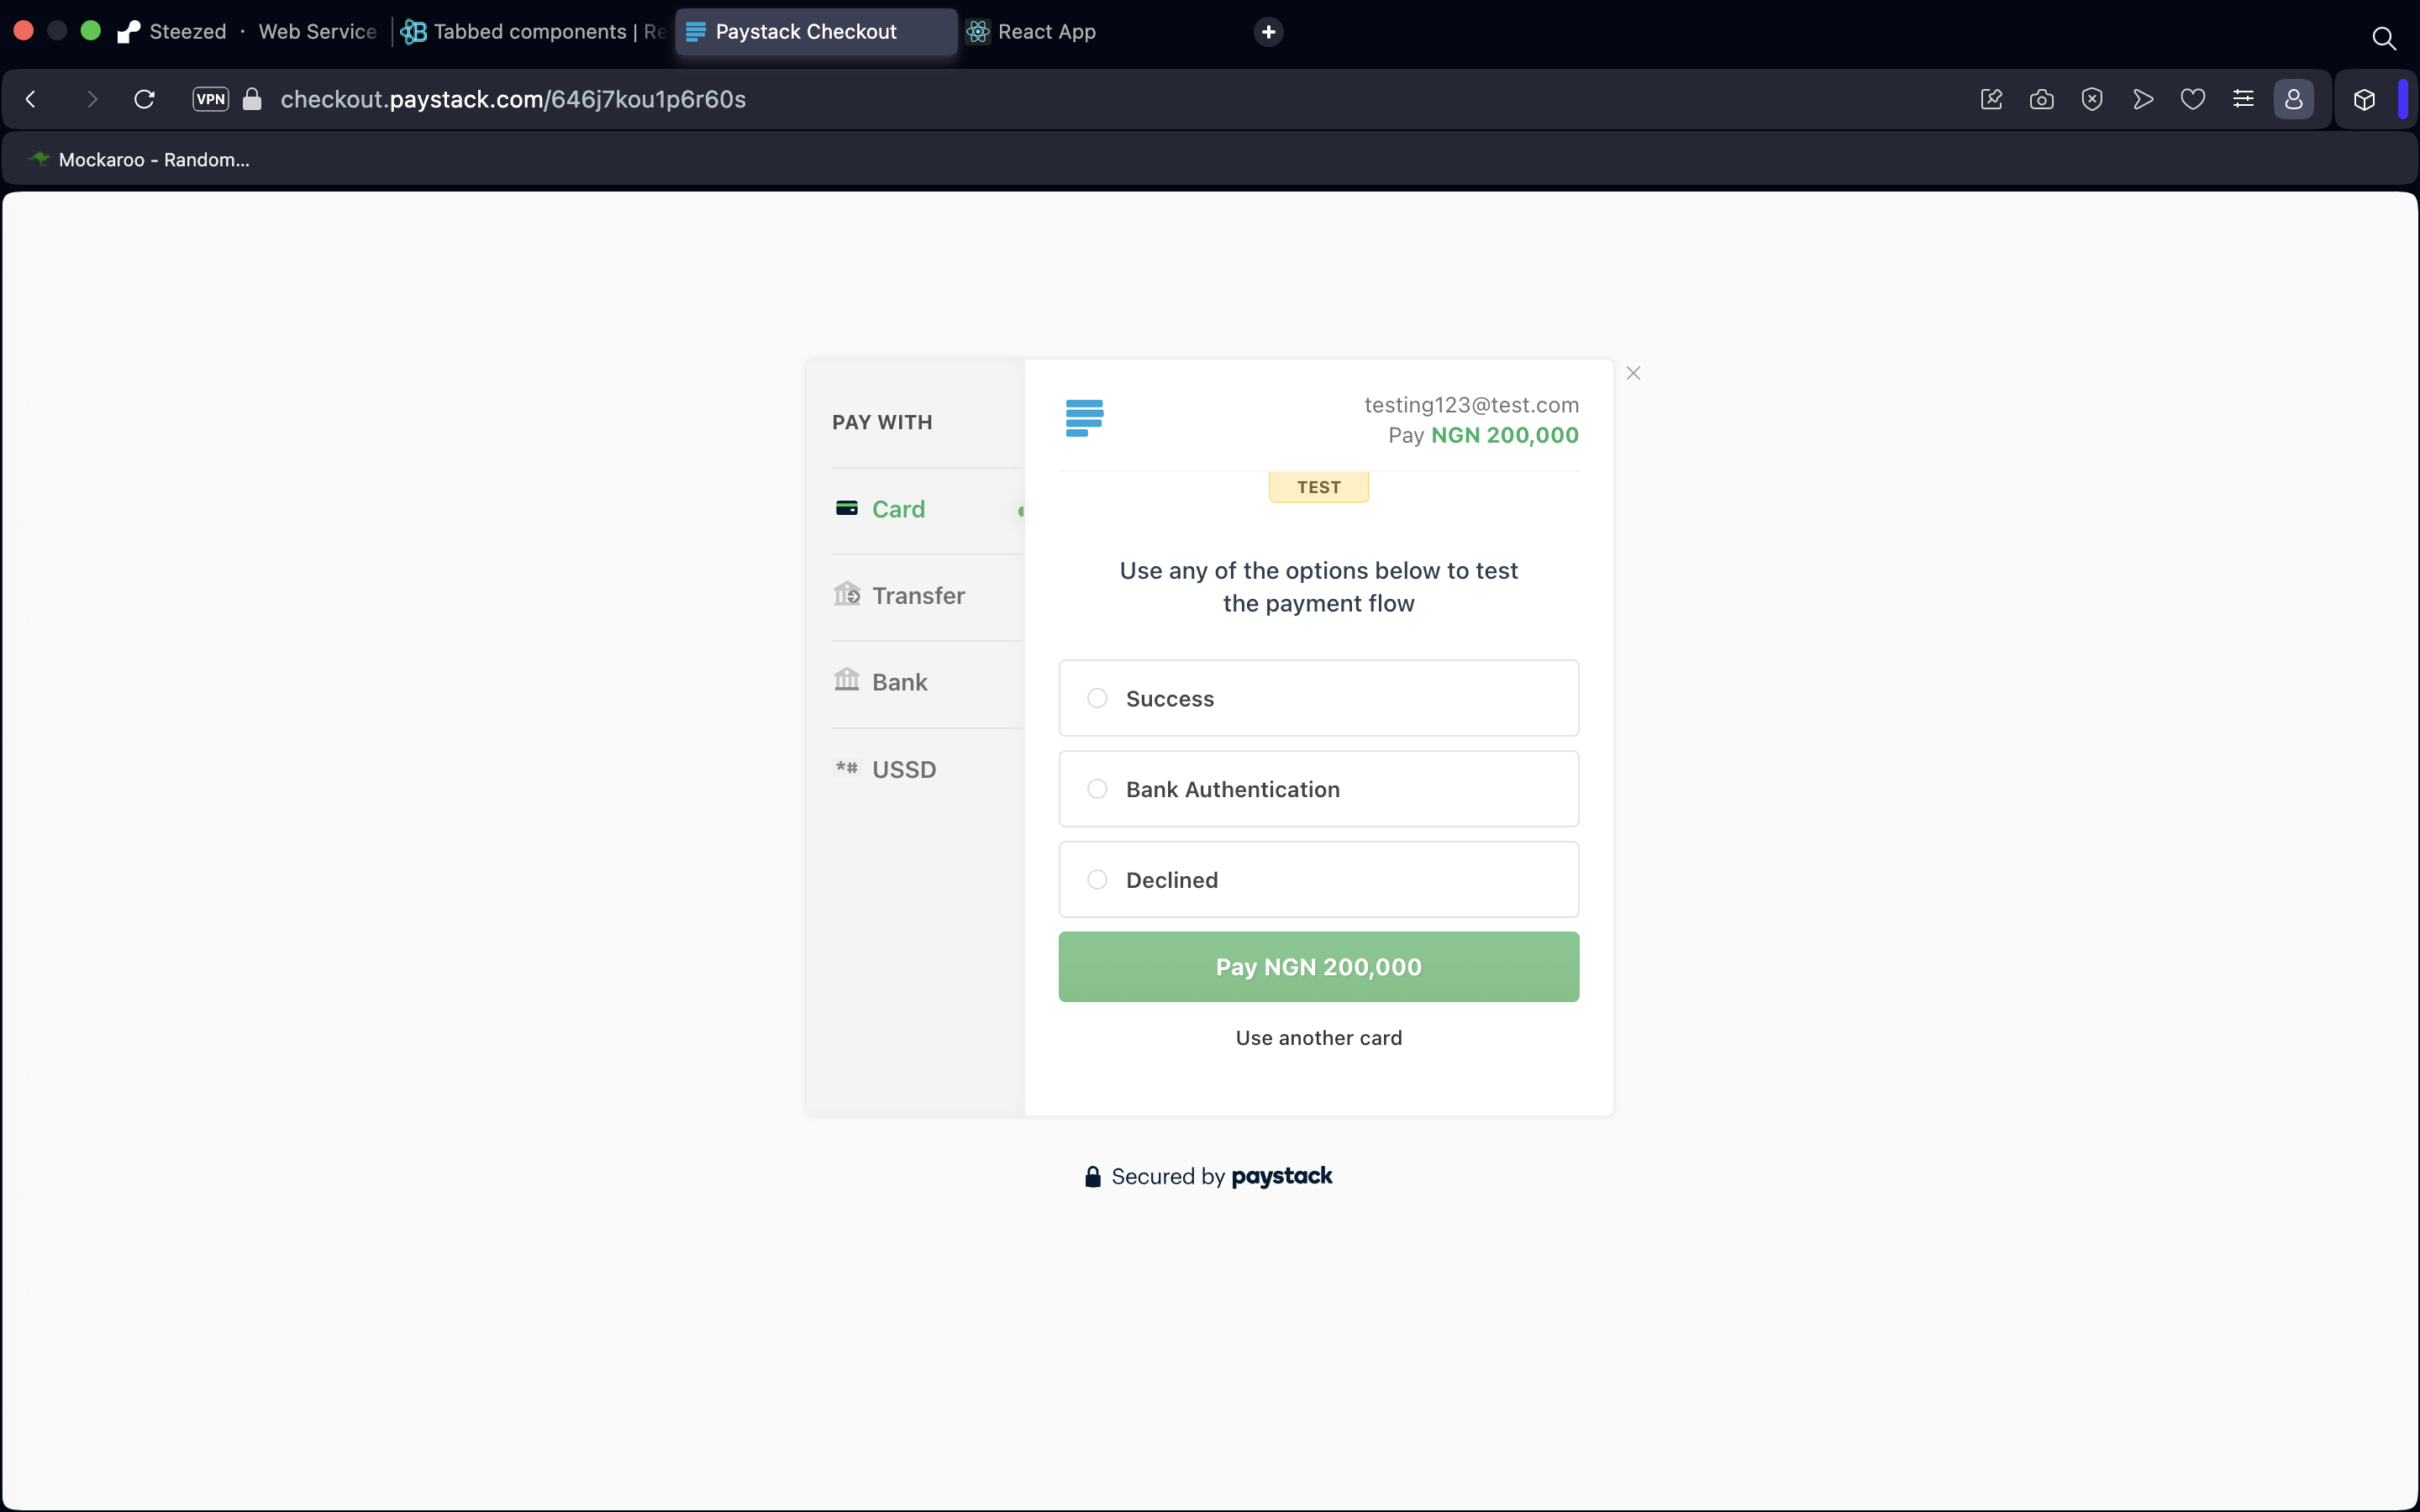 Steezed · Web Service
Tabbed components | Re
Paystack Checkout
React App
VPN
checkout.paystack.com/646j7kou1p6r60s
Mockaroo - Random...
PAY WITH
Card
Transfer
Bank
*# USSD
testing123@test.com
Pay NGN 200,000
TEST
Use any of the options below to test
the payment flow
Success
Bank Authentication
Declined
Pay NGN 200,000
Use another card
Secured by paystack